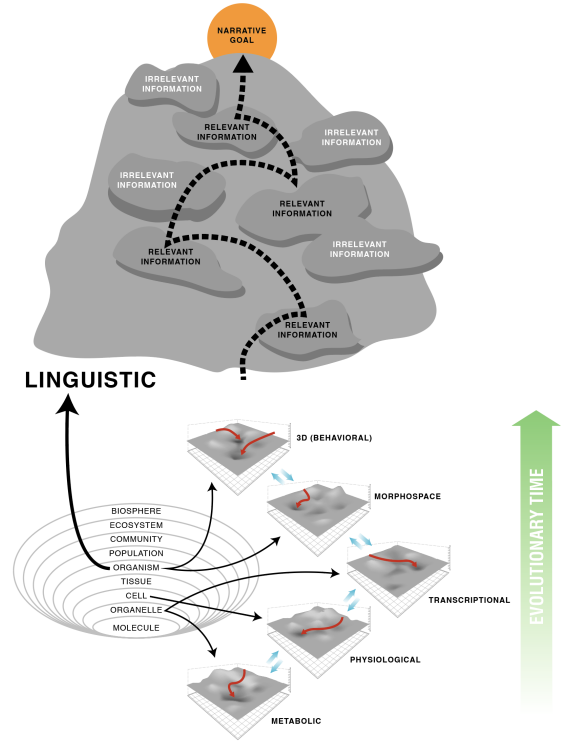 NARRATIVE
GOAL
IRRELEVANT
INFORMATION
RELEVANT
INFORMATION
IRRELEVANT
INFORMATION
IRRELEVANT
INFORMATION
RELEVANT
INFORMATION
IRRELEVANT
INFORMATION
RELEVANT
INFORMATION
RELEVANT
INFORMATION
LINGUISTIC
3D (BEHAVIORAL)
MORPHOSPACE
TRANSCRIPTIONAL
PHYSIOLOGICAL
METABOLIC
BIOSPHERE
ECOSYSTEM
COMMUNITY
POPULATION
ORGANISM
TISSUE
CELL
ORGANELLE
MOLECULE
EVOLUTIONARY TIME